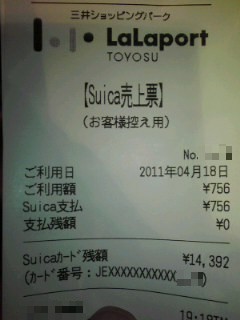 三井ショッピングパーク
LaLaport
TOYOSU
【Suica売上票】
(お客様控え用)
No.
ご利用日 2011年04月18日
ご利用額 ¥756
Suica支払 ¥756
支払残額 ¥0
Suicaカード残額 ¥14,392
(カード番号:JEXXXXXXXXXXX